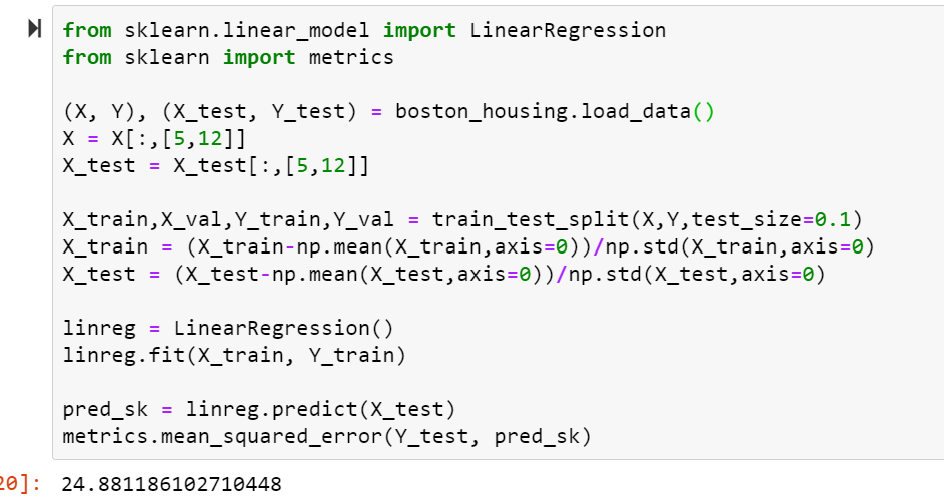 from sklearn.linear_model import LinearRegression
from sklearn import metrics
(X, Y), (X_test, Y_test) = boston_housing.load_data()
X = X[:,[5,12]]
X_test = X_test[:,[5,12]]
X_train,X_val,Y_train,Y_val = train_test_split(X,Y,test_size=0.1)
X_train = (X_train-np.mean(X_train,axis=0))/np.std(X_train,axis=0)
X_test = (X_test-np.mean(X_test,axis=0))/np.std(X_test,axis=0)
linreg = LinearRegression()
linreg.fit(X_train, Y_train)
pred_sk = linreg.predict(X_test)
metrics.mean_squared_error(Y_test, pred_sk)
20]: 24.881186102710448